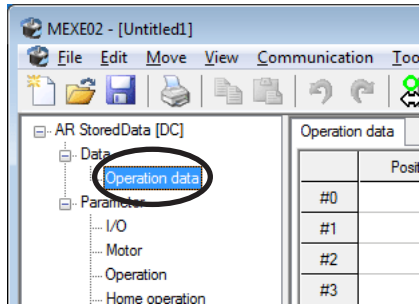 MEXE02 - [Untitled1]
File Edit Move View Communication
AR StoredData [DC]
Data
Operation data
Parameter
I/O
Motor
Operation
Home operation
Operation data
#0
#1
#2
#3